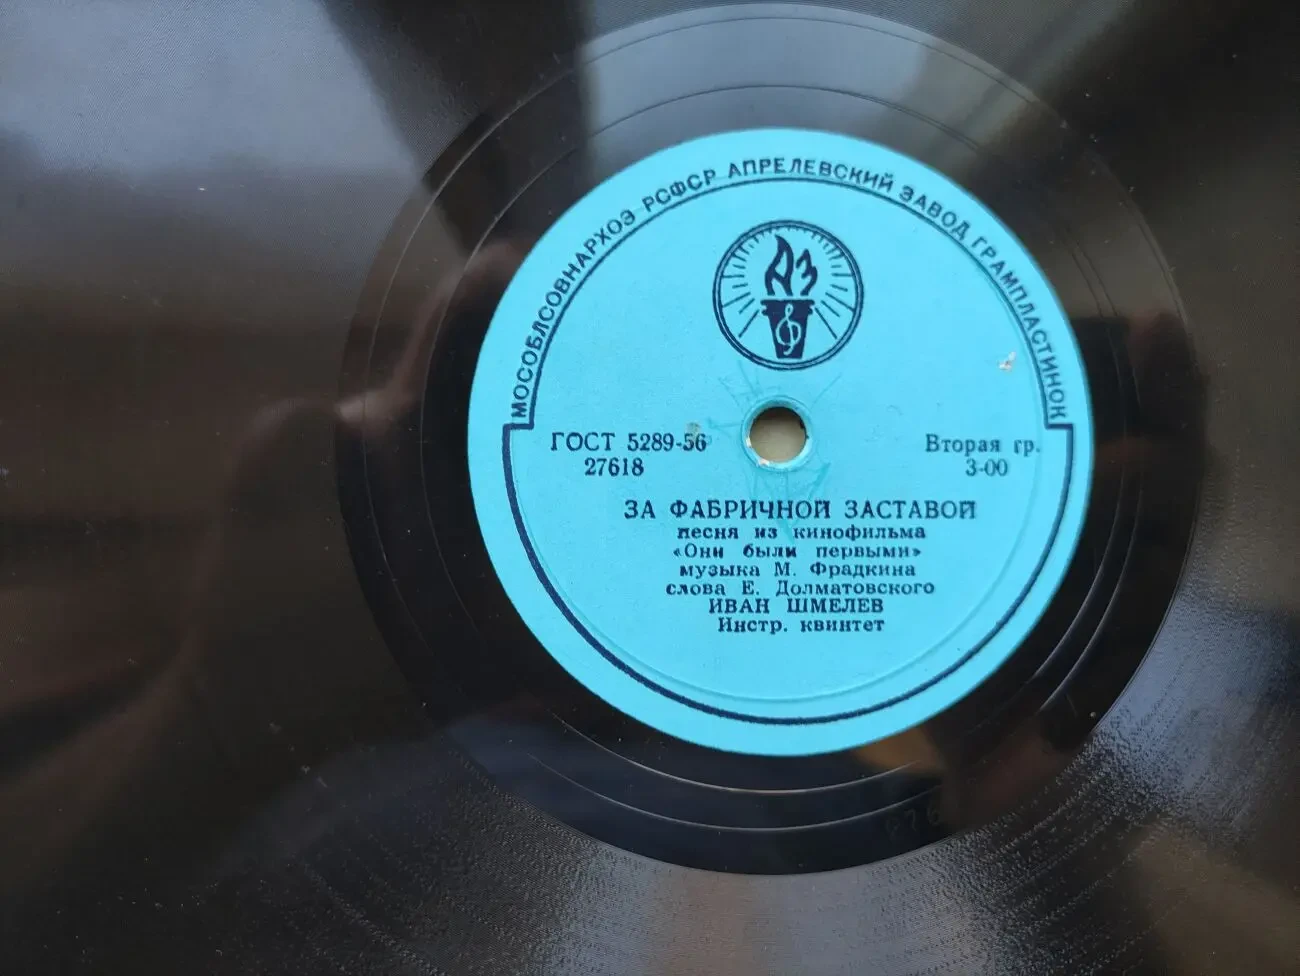 МОСОБЛСОВНАРХОЗ РСФСР АПРЕЛЕВСКИЙ ЗАВОД ГРАМПЛАСТИНОК
АЗ
ГОСТ 5289-56
27618
Вторая гр.
3-00
ЗА ФАБРИЧНОЙ ЗАСТАВОЙ
песня из кинофильма
«Они были первыми»
музыка М. Фрадкина
слова Е. Долматовского
ИВАН ШМЕЛЕВ
Инстр. квинтет